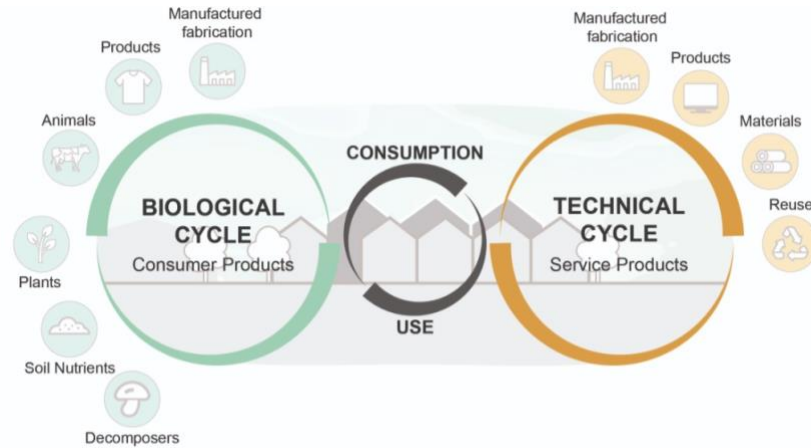 Manufactured
fabrication
Products
Animals
Plants
Soil Nutrients
Decomposers
BIOLOGICAL
CYCLE
Consumer Products
CONSUMPTION
USE
TECHNICAL
CYCLE
Service Products
Manufactured
fabrication
Products
Materials
Reuse